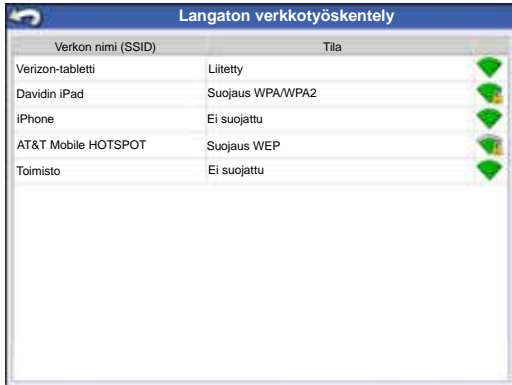 Langaton verkkotyöskentely
Verkon nimi (SSID) Tila
Verizon-tabletti Liitetty
Davidin iPad Suojaus WPA/WPA2
iPhone Ei suojattu
AT&T Mobile HOTSPOT Suojaus WEP
Toimisto Ei suojattu